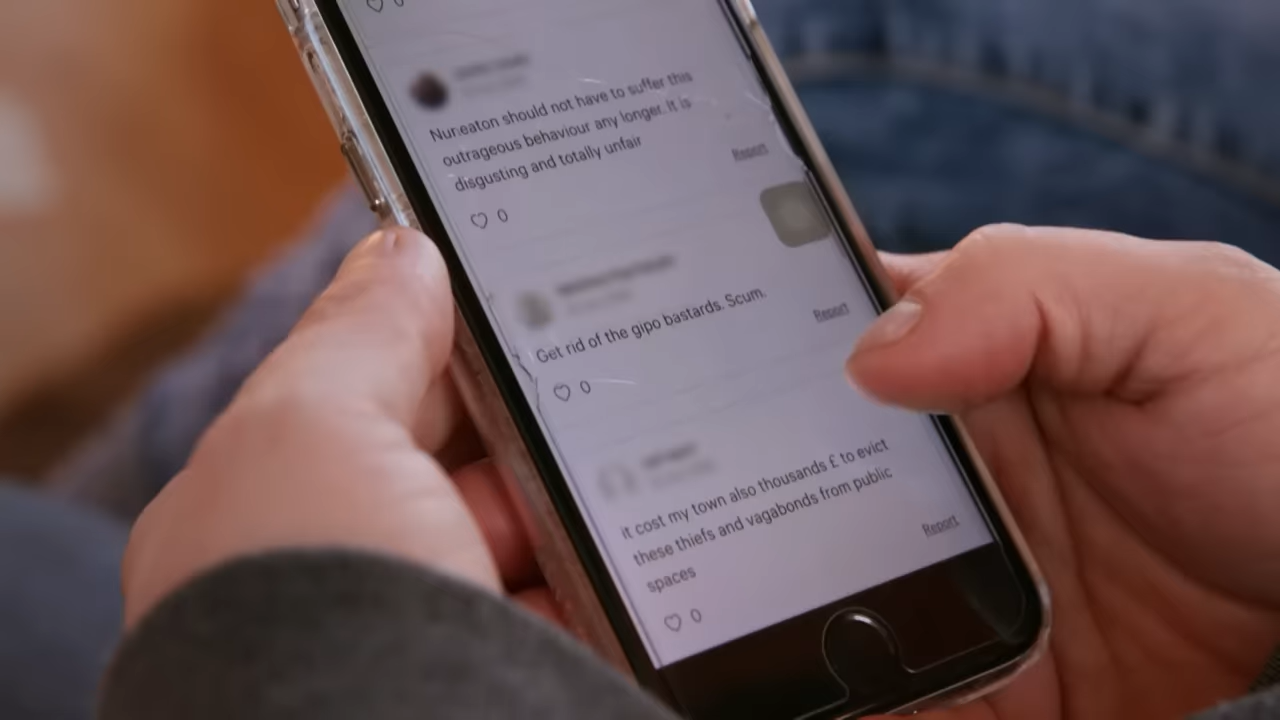 0
Nuneaton should not have to suffer this
outrageous behaviour any longer. It is
disgusting and totally unfair
Report
0
Get rid of the gipo bastards. Scum.
Report
0
it cost my town also thousands £ to evict
these thiefs and vagabonds from public
spaces
Report
0